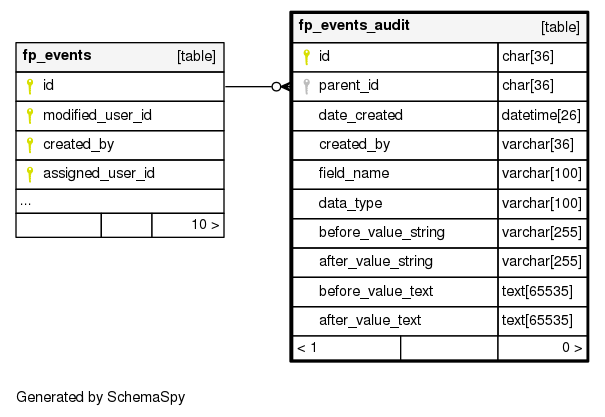 fp_events [table]
id
modified_user_id
created_by
assigned_user_id
...
10 >
fp_events_audit [table]
id char[36]
parent_id char[36]
date_created datetime[26]
created_by varchar[36]
field_name varchar[100]
data_type varchar[100]
before_value_string varchar[255]
after_value_string varchar[255]
before_value_text text[65535]
after_value_text text[65535]
< 1 0 >
Generated by SchemaSpy